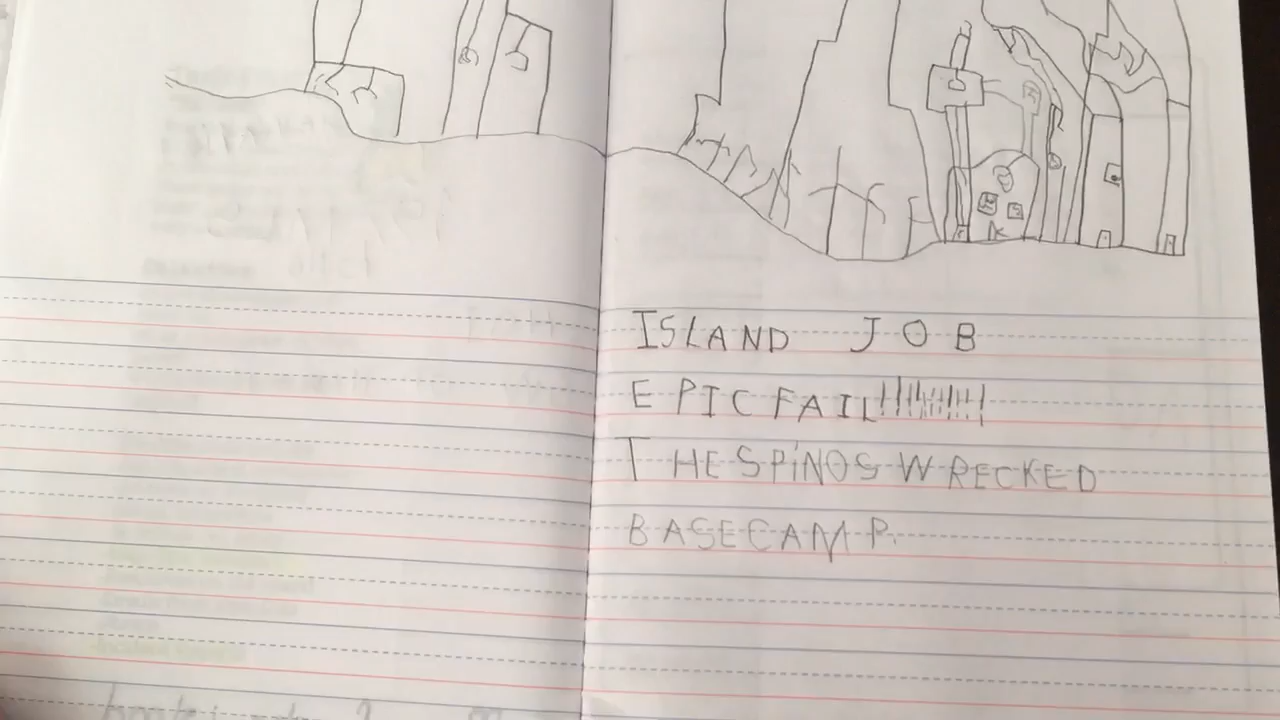 ISLAND JOB
EPIC FAIL!!!!!!!!!!!
THE SPiNOS WRECKED
BASECAMP.